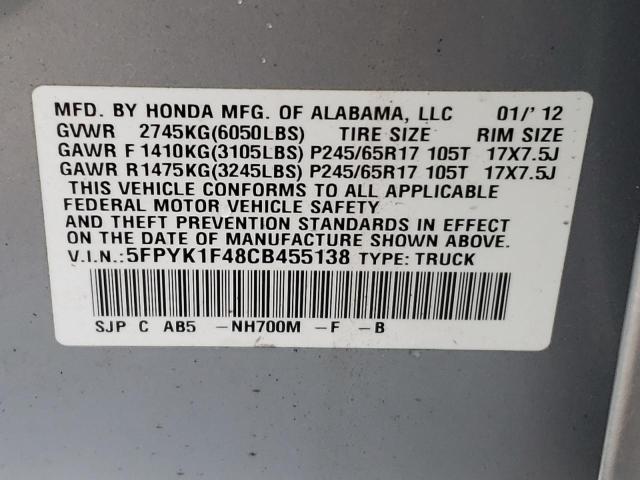 MFD. BY HONDA MFG. OF ALABAMA, LLC 01/'12
GVWR 2745KG(6050LBS) TIRE SIZE RIM SIZE
GAWR F 1410KG(3105LBS) P245/65R17 105T 17X7.5J
GAWR R1475KG(3245LBS) P245/65R17 105T 17X7.5J
THIS VEHICLE CONFORMS TO ALL APPLICABLE
FEDERAL MOTOR VEHICLE SAFETY
AND THEFT PREVENTION STANDARDS IN EFFECT
ON THE DATE OF MANUFACTURE SHOWN ABOVE.
V.I.N.: 5FPYK1F48CB455138 TYPE: TRUCK
SJP C AB5 -NH700M -F -B